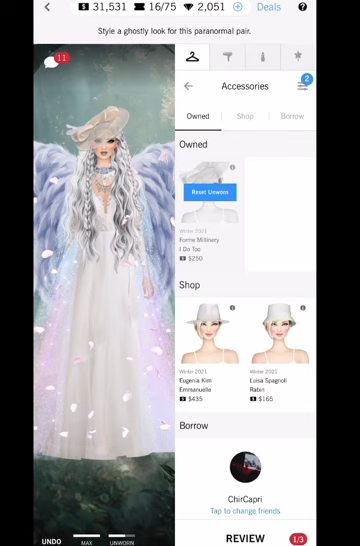 31,531 16/75 2,051 Deals
Style a ghostly look for this paranormal pair.
11
Accessories
2
Owned Shop Borrow
Owned
Reset Unworn
Winter 2021
Forme Millinery
I Do Too
$ $250
Shop
Winter 2021
Eugenia Kim
Emmanuelle
$ $435
Winter 2021
Luisa Spagnoli
Rabin
$ $165
Borrow
ChirCapri
Tap to change friends
UNDO MAX UNWORN REVIEW 1/3